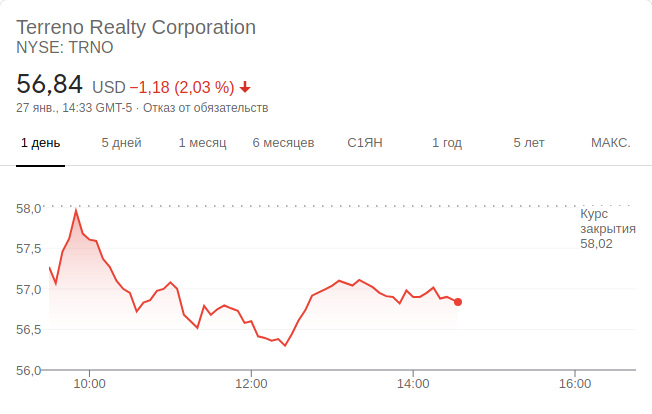 Terreno Realty Corporation
NYSE: TRNO
56,84 USD −1,18 (2,03 %)
27 янв., 14:33 GMT-5 · Отказ от обязательств
1 день 5 дней 1 месяц 6 месяцев С1ЯН 1 год 5 лет МАКС.
58,0
Курс
закрытия
58,02
57,5
57,0
56,5
56,0
10:00 12:00 14:00 16:00